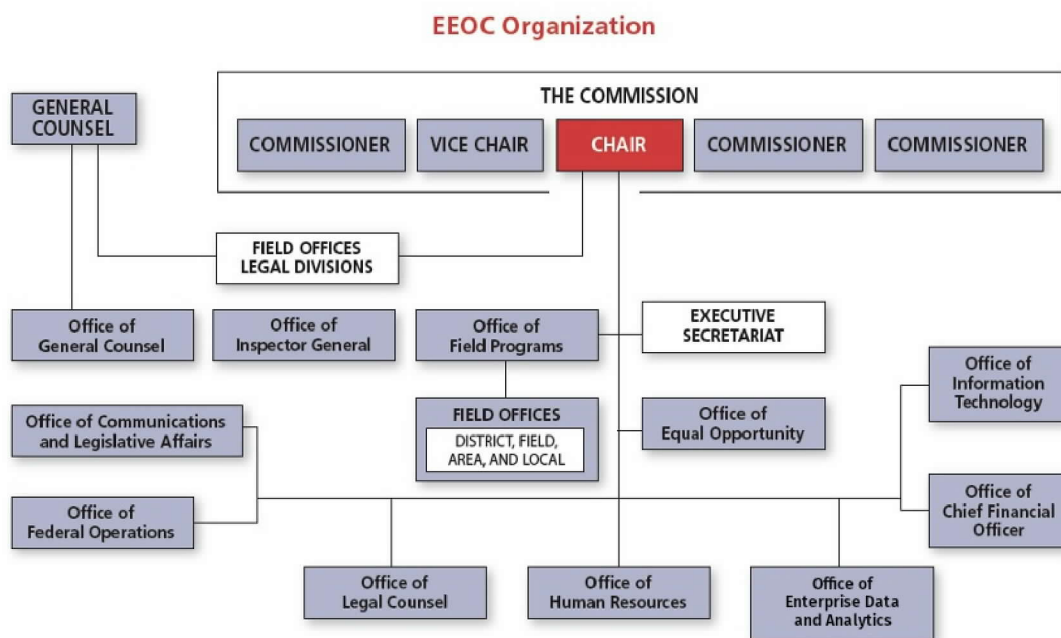 EEOC Organization
GENERAL
COUNSEL
THE COMMISSION
COMMISSIONER
VICE CHAIR
CHAIR
COMMISSIONER
COMMISSIONER
FIELD OFFICES
LEGAL DIVISIONS
Office of
General Counsel
Office of
Inspector General
Office of
Field Programs
EXECUTIVE
SECRETARIAT
Office of
Information
Technology
Office of Communications
and Legislative Affairs
FIELD OFFICES
DISTRICT, FIELD,
AREA, AND LOCAL
Office of
Equal Opportunity
Office of
Federal Operations
Office of
Chief Financial
Officer
Office of
Legal Counsel
Office of
Human Resources
Office of
Enterprise Data
and Analytics